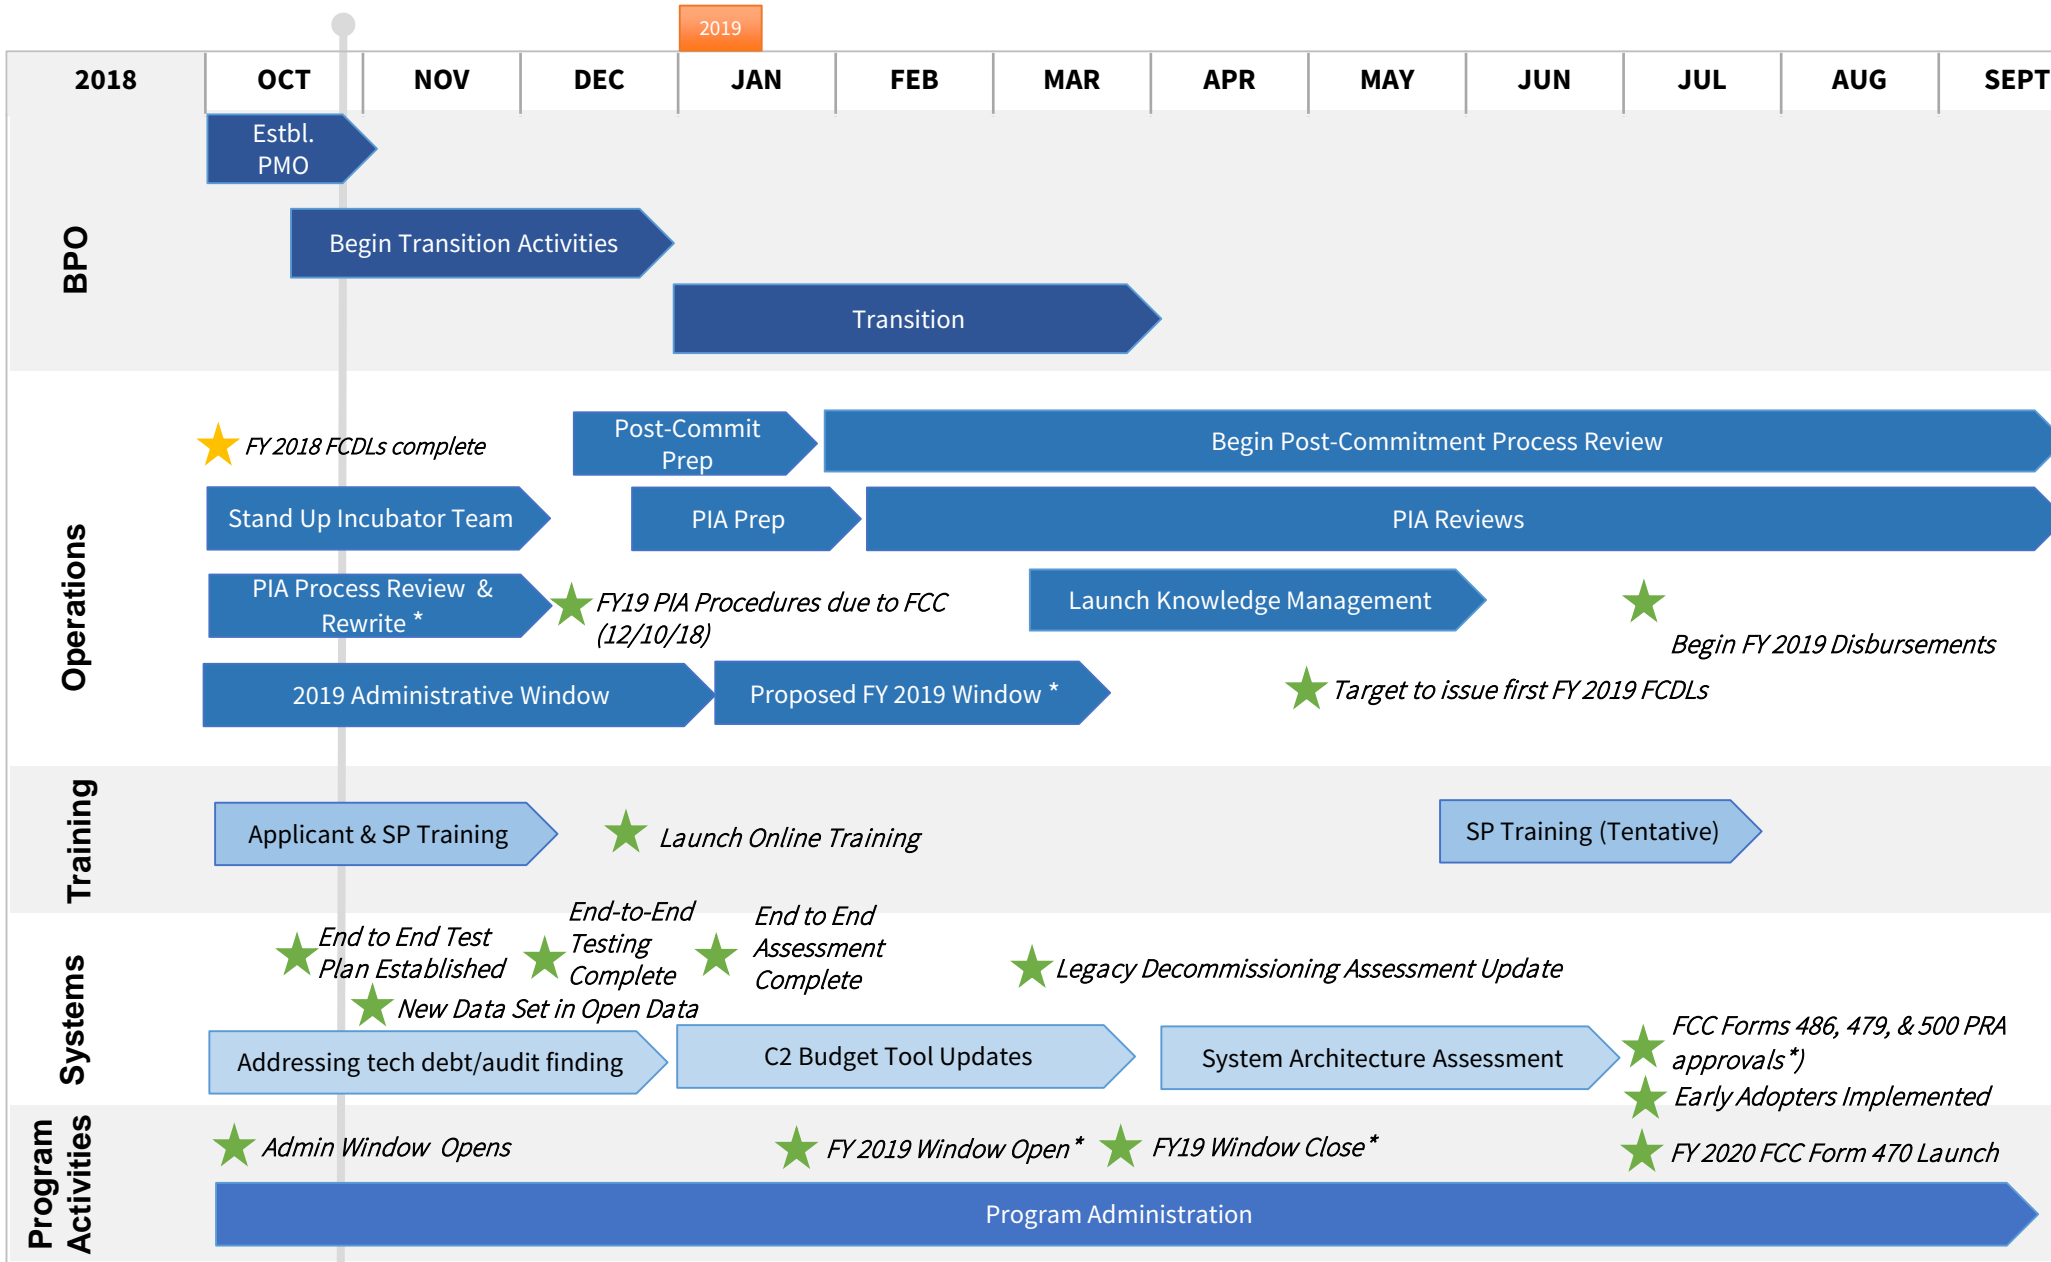 2019
2018 OCT NOV DEC JAN FEB MAR APR MAY JUN JUL AUG SEPT
BPO
Estbl.
PMO
Begin Transition Activities
Transition
Operations
FY 2018 FCDLs complete
Post-Commit
Prep
Begin Post-Commitment Process Review
Stand Up Incubator Team
PIA Prep
PIA Reviews
PIA Process Review &
Rewrite *
FY19 PIA Procedures due to FCC
(12/10/18)
Launch Knowledge Management
Begin FY 2019 Disbursements
2019 Administrative Window
Proposed FY 2019 Window *
Target to issue first FY 2019 FCDLs
Training
Applicant & SP Training
Launch Online Training
SP Training (Tentative)
Systems
End to End Test
Plan Established
End-to-End
Testing
Complete
End to End
Assessment
Complete
Legacy Decommissioning Assessment Update
New Data Set in Open Data
Addressing tech debt/audit finding
C2 Budget Tool Updates
System Architecture Assessment
FCC Forms 486, 479, & 500 PRA
approvals*)
Early Adopters Implemented
Program
Activities
Admin Window Opens
FY 2019 Window Open*
FY19 Window Close*
FY 2020 FCC Form 470 Launch
Program Administration